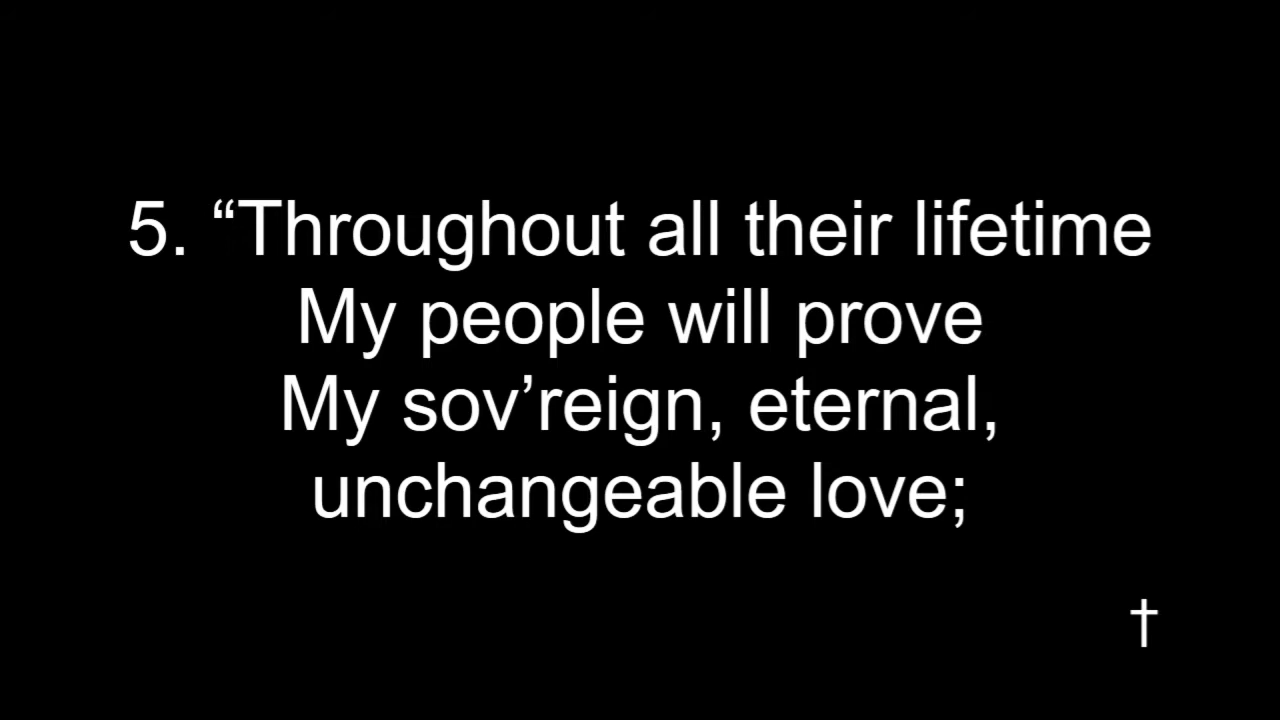 5. “Throughout all their lifetime
My people will prove
My sov’reign, eternal,
unchangeable love;
†